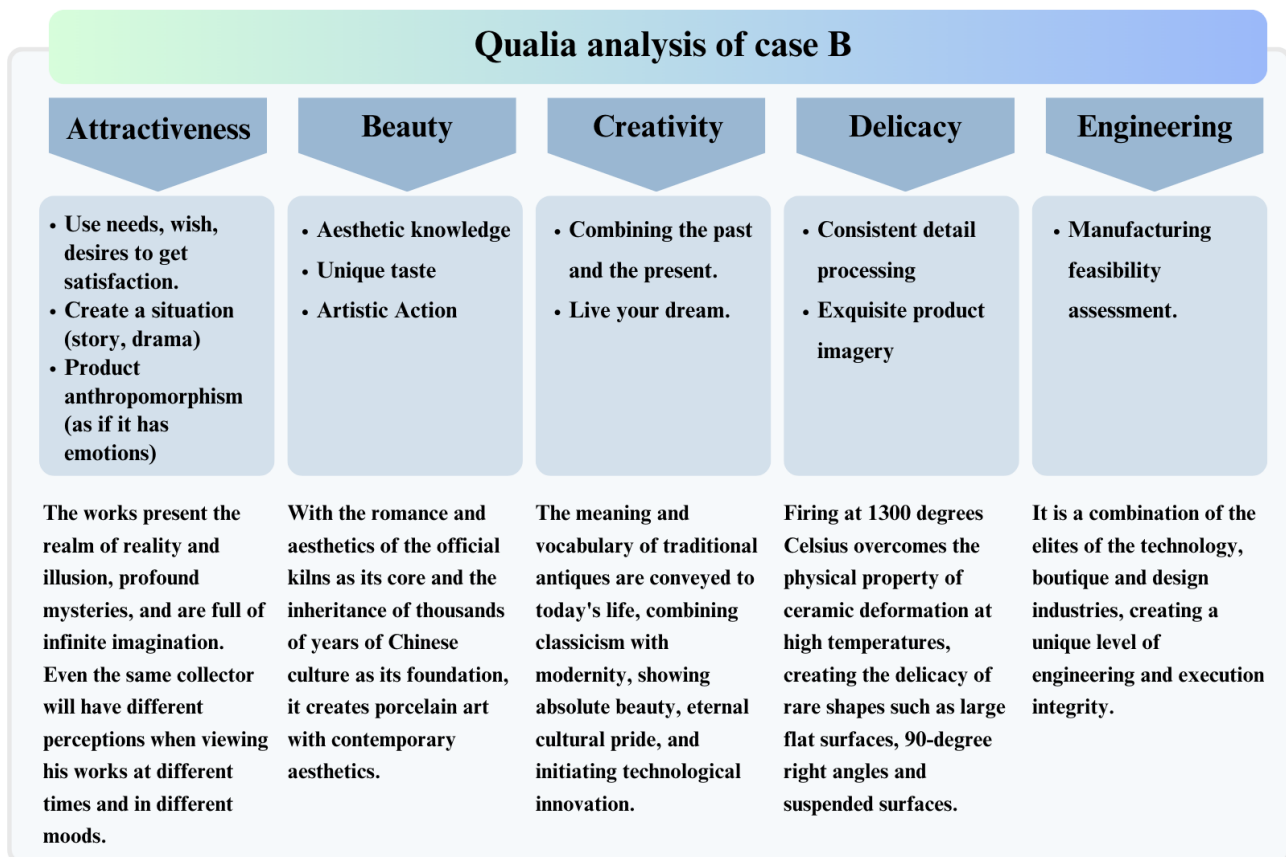 Qualia analysis of case B
Attractiveness
• Use needs, wish,
desires to get
satisfaction.
• Create a situation
(story, drama)
• Product
anthropomorphism
(as if it has
emotions)
The works present the
realm of reality and
illusion, profound
mysteries, and are full of
infinite imagination.
Even the same collector
will have different
perceptions when viewing
his works at different
times and in different
moods.
Beauty
• Aesthetic knowledge
• Unique taste
• Artistic Action
With the romance and
aesthetics of the official
kilns as its core and the
inheritance of thousands
of years of Chinese
culture as its foundation,
it creates porcelain art
with contemporary
aesthetics.
Creativity
• Combining the past
and the present.
• Live your dream.
The meaning and
vocabulary of traditional
antiques are conveyed to
today's life, combining
classicism with
modernity, showing
absolute beauty, eternal
cultural pride, and
initiating technological
innovation.
Delicacy
• Consistent detail
processing
• Exquisite product
imagery
Firing at 1300 degrees
Celsius overcomes the
physical property of
ceramic deformation at
high temperatures,
creating the delicacy of
rare shapes such as large
flat surfaces, 90-degree
right angles and
suspended surfaces.
Engineering
• Manufacturing
feasibility
assessment.
It is a combination of the
elites of the technology,
boutique and design
industries, creating a
unique level of
engineering and execution
integrity.